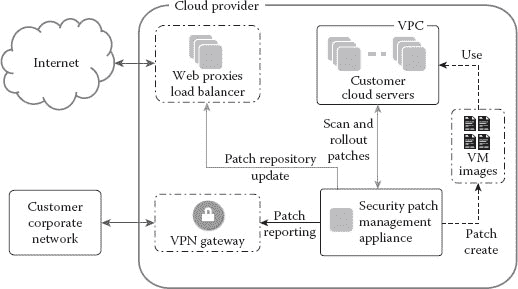 Cloud provider
VPC
Internet
Web proxies
load balancer
Customer
cloud servers
Use
Scan and
rollout
patches
VM
images
Patch repository
update
Customer
corporate
network
VPN gateway
Patch
reporting
Security patch
management
appliance
Patch
create